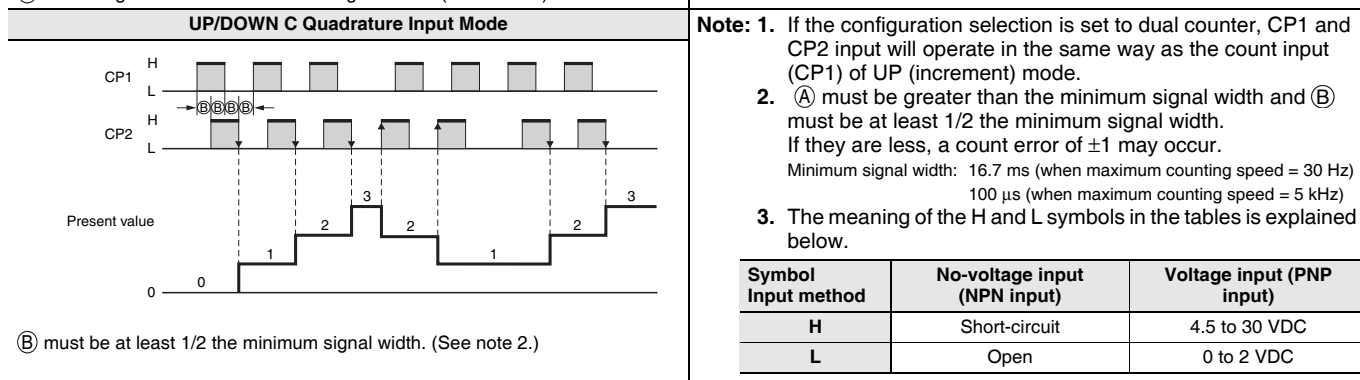 UP/DOWN C Quadrature Input Mode
CP1
H
L
Ⓑ Ⓑ Ⓑ Ⓑ
CP2
H
L
Present value
0
0
1
2
3
2
1
2
3
Ⓑ must be at least 1/2 the minimum signal width. (See note 2.)
Note: 1. If the configuration selection is set to dual counter, CP1 and
CP2 input will operate in the same way as the count input
(CP1) of UP (increment) mode.
2. Ⓐ must be greater than the minimum signal width and Ⓑ
must be at least 1/2 the minimum signal width.
If they are less, a count error of ±1 may occur.
Minimum signal width: 16.7 ms (when maximum counting speed = 30 Hz)
100 μs (when maximum counting speed = 5 kHz)
3. The meaning of the H and L symbols in the tables is explained
below.
Symbol
Input method
No-voltage input
(NPN input)
Voltage input (PNP
input)
H
Short-circuit
4.5 to 30 VDC
L
Open
0 to 2 VDC